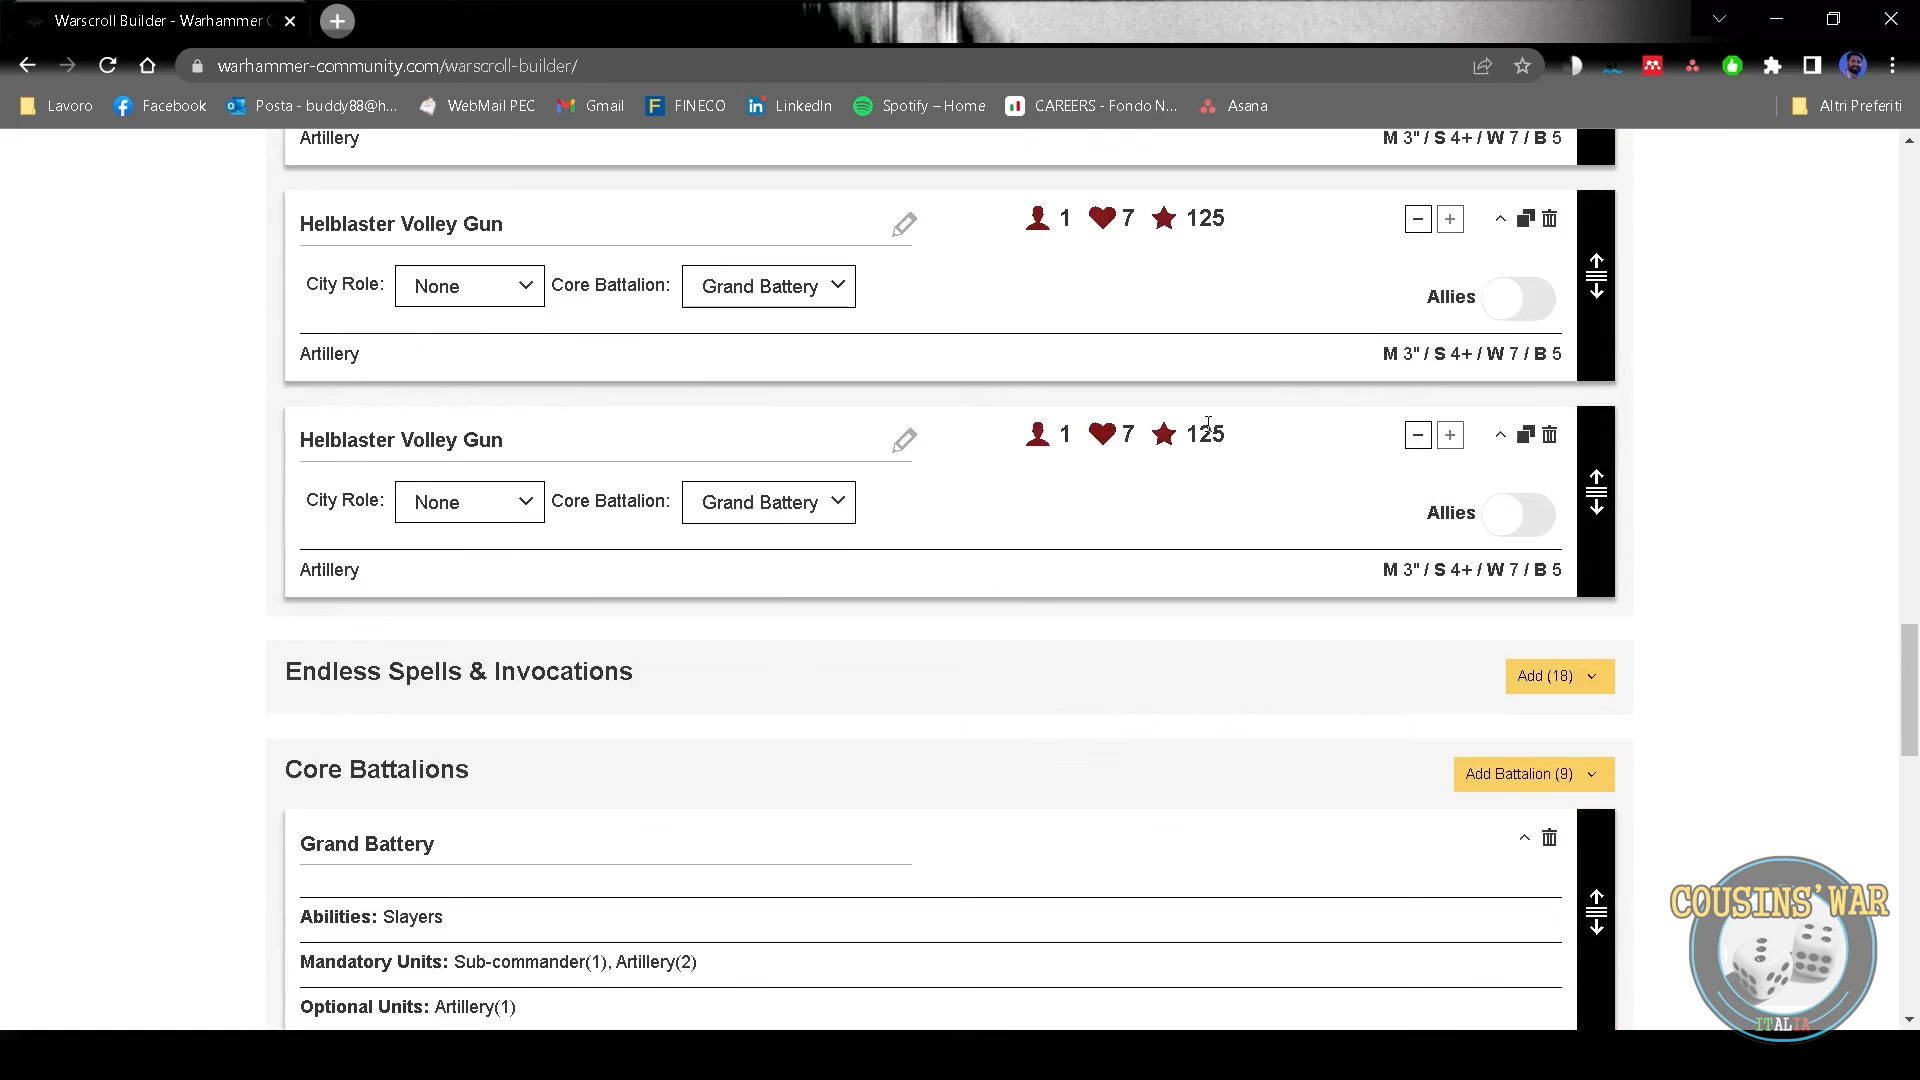 Warscroll Builder - Warhammer C
warhammer-community.com/warscroll-builder/
Lavoro Facebook Posta - buddy88@h... WebMail PEC Gmail FINECO LinkedIn Spotify – Home CAREERS - Fondo N... Asana Altri Preferiti
Artillery M 3" / S 4+ / W 7 / B 5
Helblaster Volley Gun 1 7 125
City Role: None Core Battalion: Grand Battery
Allies
Artillery M 3" / S 4+ / W 7 / B 5
Helblaster Volley Gun 1 7 125
City Role: None Core Battalion: Grand Battery
Allies
Artillery M 3" / S 4+ / W 7 / B 5
Endless Spells & Invocations Add (18)
Core Battalions Add Battalion (9)
Grand Battery
Abilities: Slayers
Mandatory Units: Sub-commander(1), Artillery(2)
Optional Units: Artillery(1)
COUSINS' WAR
ITALIA